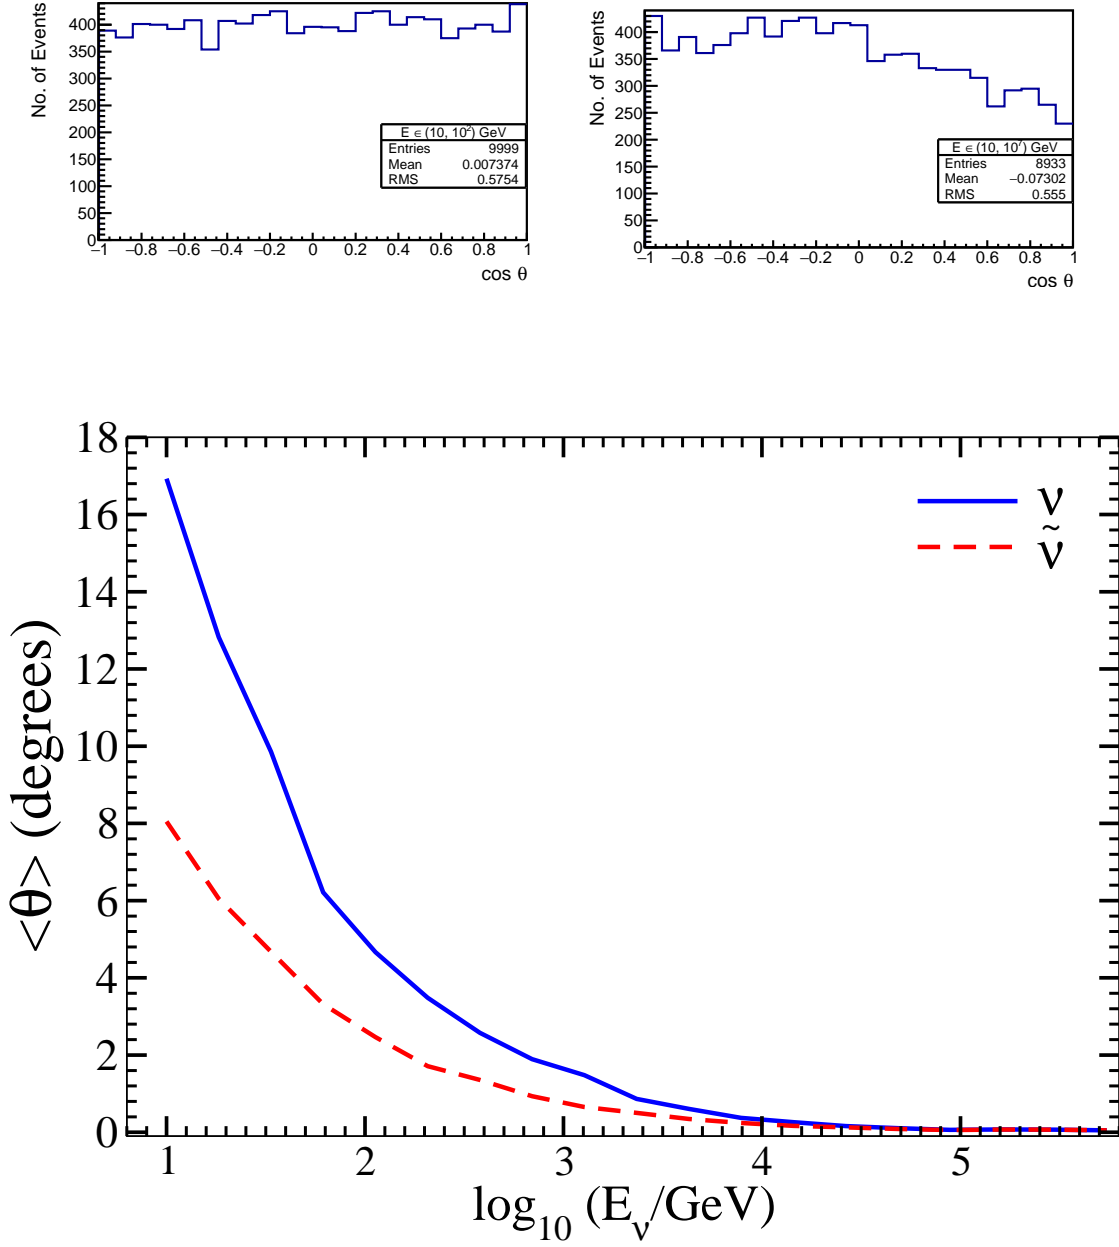 No. of Events
400
350
300
250
200
150
100
50
0
E ∈ (10, 10²) GeV
Entries 9999
Mean 0.007374
RMS 0.5754
−1 −0.8 −0.6 −0.4 −0.2 0 0.2 0.4 0.6 0.8 1
cos θ
No. of Events
400
350
300
250
200
150
100
50
0
E ∈ (10, 10⁷) GeV
Entries 8933
Mean −0.07302
RMS 0.555
−1 −0.8 −0.6 −0.4 −0.2 0 0.2 0.4 0.6 0.8 1
cos θ
<θ> (degrees)
18
16
14
12
10
8
6
4
2
0
ν
ν̃
1 2 3 4 5
log₁₀ (E_ν/GeV)